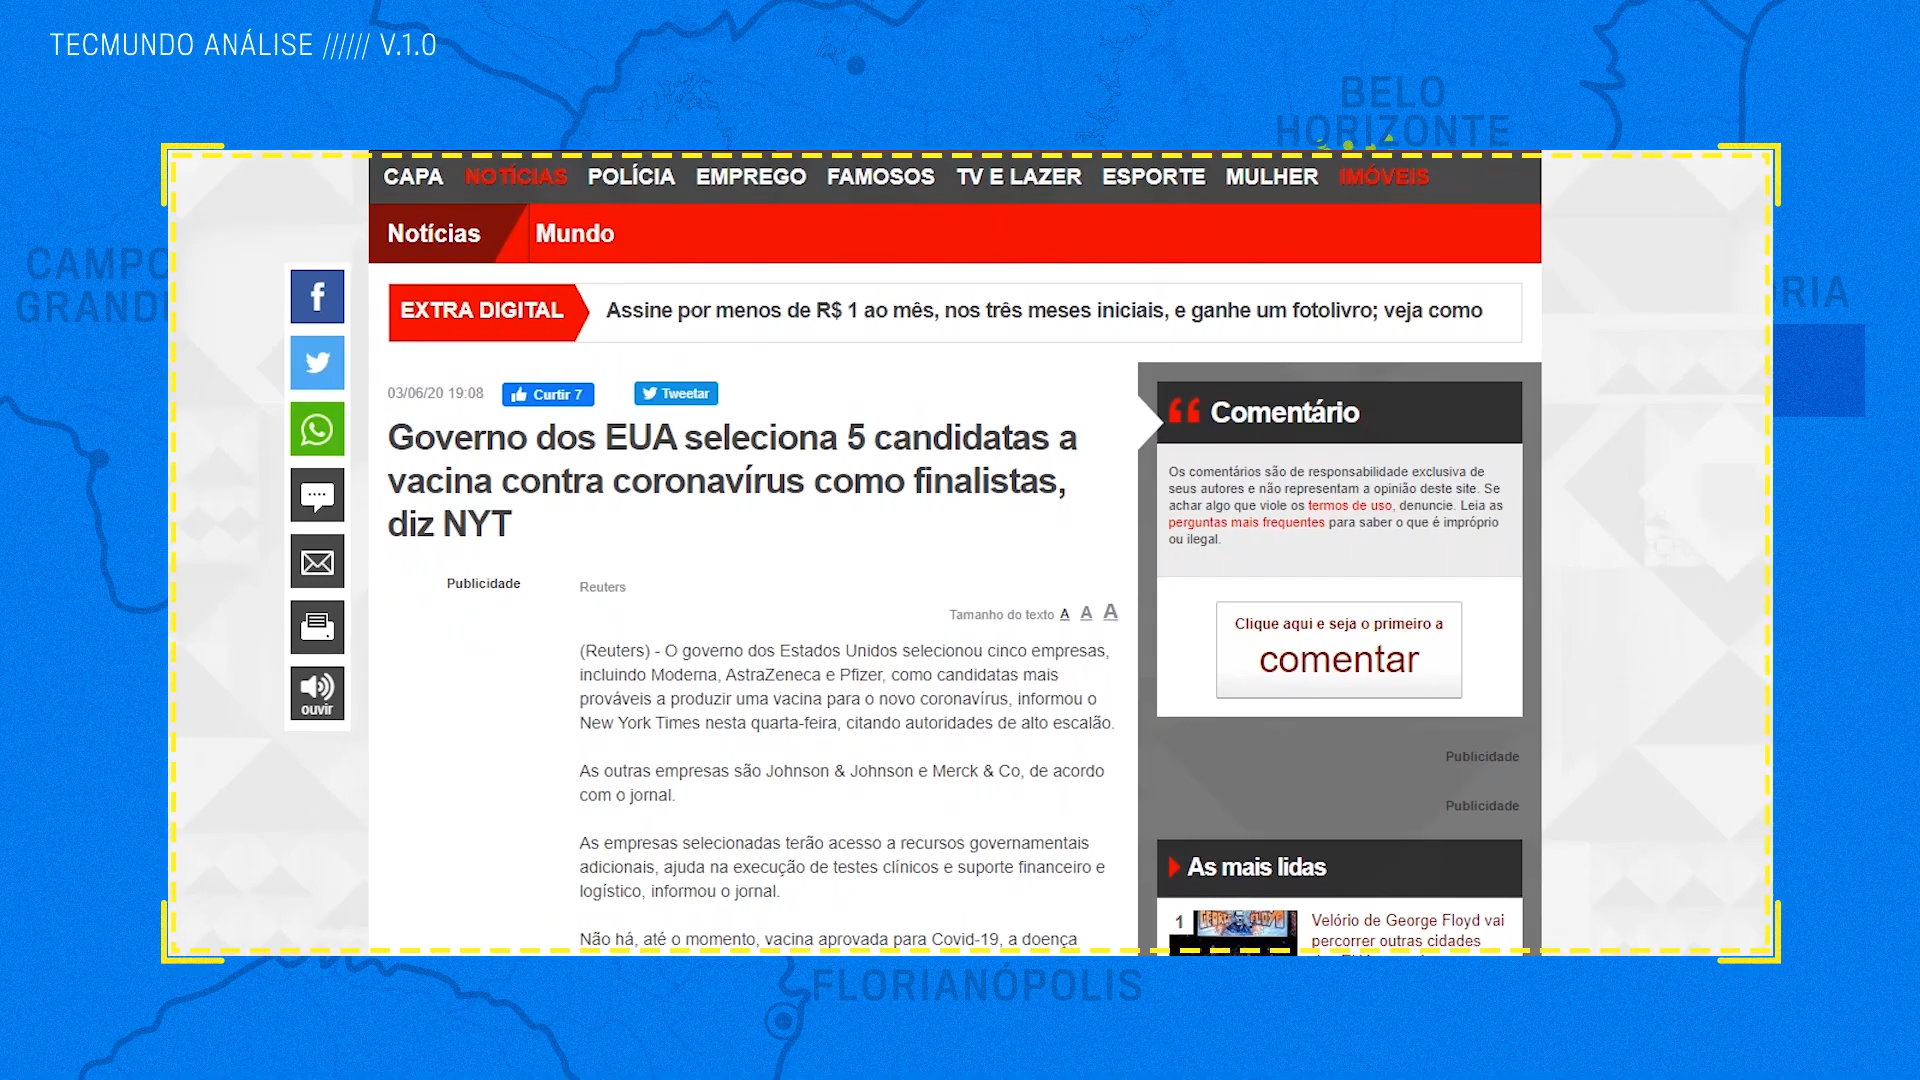 TECMUNDO ANÁLISE ////// V.1.0
BELO
HORIZONTE
CAMPO
GRANDE
RIA
FLORIANÓPOLIS
CAPA NOTÍCIAS POLÍCIA EMPREGO FAMOSOS TV E LAZER ESPORTE MULHER IMÓVEIS
Notícias Mundo
EXTRA DIGITAL Assine por menos de R$ 1 ao mês, nos três meses iniciais, e ganhe um fotolivro; veja como
ouvir
03/06/20 19:08 Curtir 7 Tweetar
Governo dos EUA seleciona 5 candidatas a
vacina contra coronavírus como finalistas,
diz NYT
Publicidade
Reuters
Tamanho do texto A A A
(Reuters) - O governo dos Estados Unidos selecionou cinco empresas,
incluindo Moderna, AstraZeneca e Pfizer, como candidatas mais
prováveis a produzir uma vacina para o novo coronavírus, informou o
New York Times nesta quarta-feira, citando autoridades de alto escalão.
As outras empresas são Johnson & Johnson e Merck & Co, de acordo
com o jornal.
As empresas selecionadas terão acesso a recursos governamentais
adicionais, ajuda na execução de testes clínicos e suporte financeiro e
logístico, informou o jornal.
Não há, até o momento, vacina aprovada para Covid-19, a doença
Comentário
Os comentários são de responsabilidade exclusiva de
seus autores e não representam a opinião deste site. Se
achar algo que viole os termos de uso, denuncie. Leia as
perguntas mais frequentes para saber o que é impróprio
ou ilegal.
Clique aqui e seja o primeiro a
comentar
Publicidade
Publicidade
As mais lidas
1
GEORGE FLOYD
Velório de George Floyd vai
percorrer outras cidades